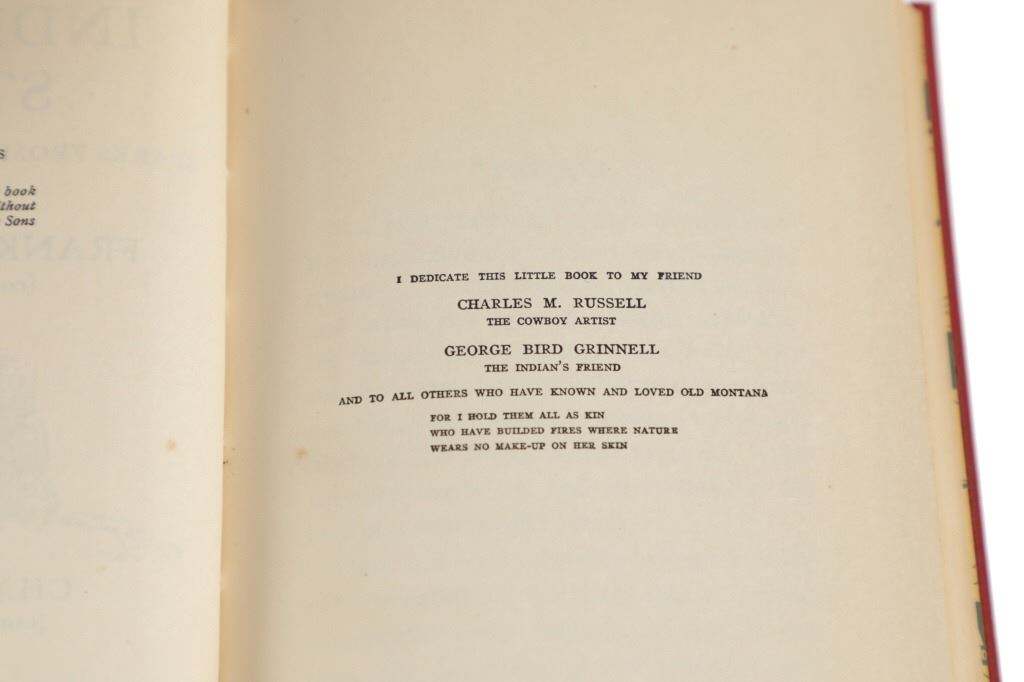 s
book
ithout
Sons
I DEDICATE THIS LITTLE BOOK TO MY FRIEND
CHARLES M. RUSSELL
THE COWBOY ARTIST
GEORGE BIRD GRINNELL
THE INDIAN'S FRIEND
AND TO ALL OTHERS WHO HAVE KNOWN AND LOVED OLD MONTANA
FOR I HOLD THEM ALL AS KIN
WHO HAVE BUILDED FIRES WHERE NATURE
WEARS NO MAKE-UP ON HER SKIN